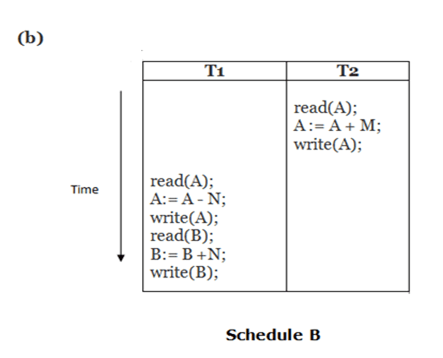 (b)
T1 T2
read(A);
A:= A + M;
write(A);
Time
read(A);
A:= A - N;
write(A);
read(B);
B:= B +N;
write(B);
Schedule B